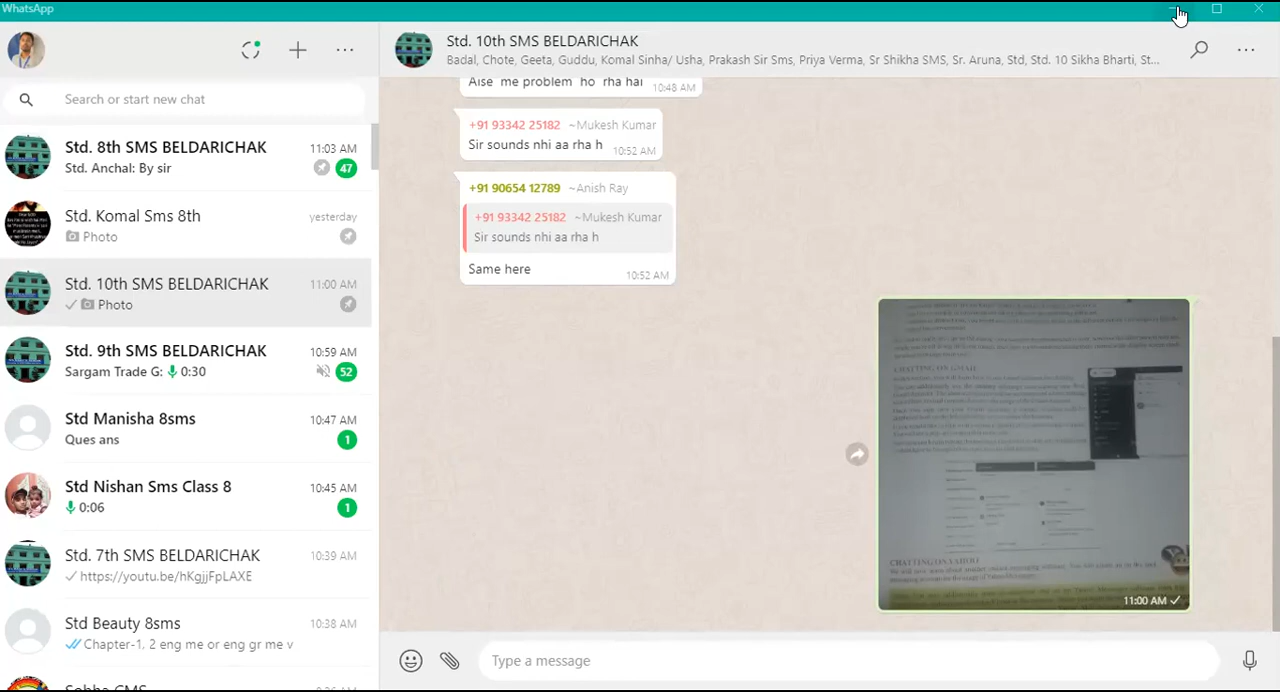 WhatsApp
Search or start new chat
Std. 8th SMS BELDARICHAK 11:03 AM
Std. Anchal: By sir 47
Std. Komal Sms 8th yesterday
Photo
Std. 10th SMS BELDARICHAK 11:00 AM
Photo
Std. 9th SMS BELDARICHAK 10:59 AM
Sargam Trade G: 0:30 52
Std Manisha 8sms 10:47 AM
Ques ans 1
Std Nishan Sms Class 8 10:45 AM
0:06 1
Std. 7th SMS BELDARICHAK 10:39 AM
https://youtu.be/hKgjjFpLAXE
Std Beauty 8sms 10:38 AM
Chapter-1, 2 eng me or eng gr me v
Std. 10th SMS BELDARICHAK
Badal, Chote, Geeta, Guddu, Komal Sinha/ Usha, Prakash Sir Sms, Priya Verma, Sr Shikha SMS, Sr. Aruna, Std, Std. 10 Sikha Bharti, St...
Aise me problem ho rha hai 10:48 AM
+91 93342 25182 ~Mukesh Kumar
Sir sounds nhi aa rha h 10:52 AM
+91 90654 12789 ~Anish Ray
+91 93342 25182 ~Mukesh Kumar
Sir sounds nhi aa rha h
Same here 10:52 AM
CHATTING ON GMAIL
CHATTING ON YAHOO
11:00 AM
Type a message